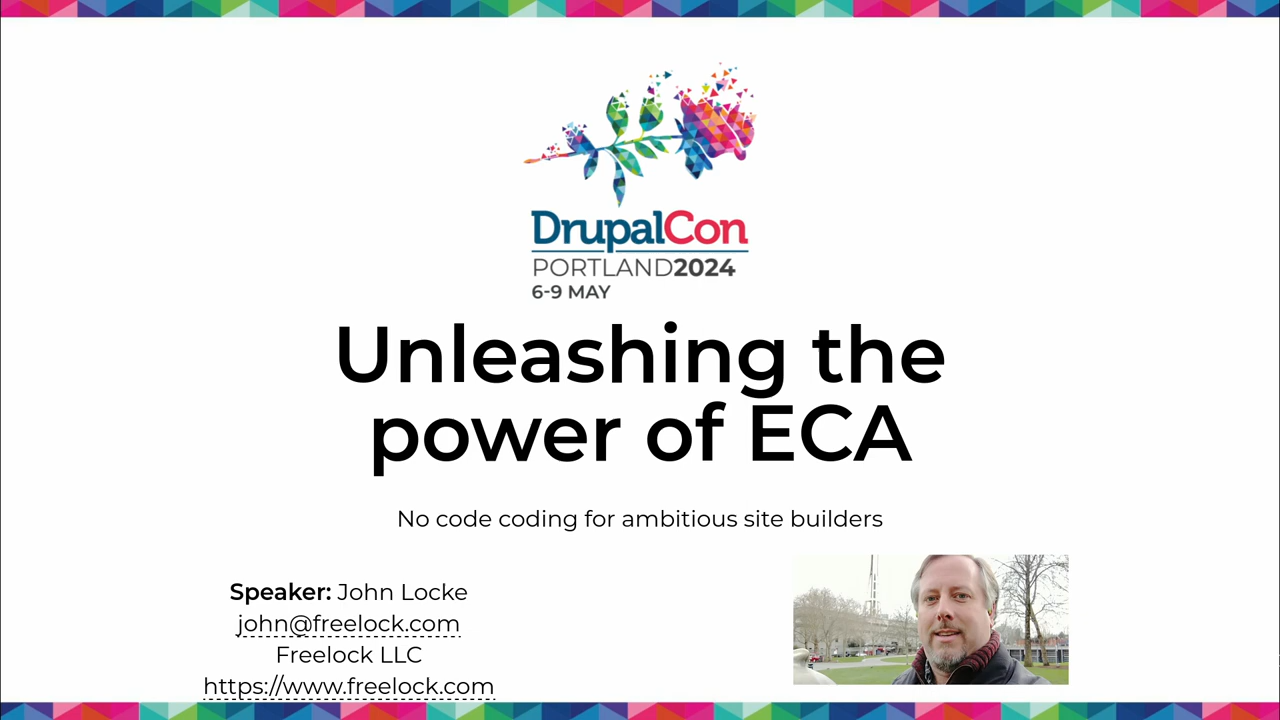 DrupalCon
PORTLAND2024
6-9 MAY
Unleashing the
power of ECA
No code coding for ambitious site builders
Speaker: John Locke
john@freelock.com
Freelock LLC
https://www.freelock.com